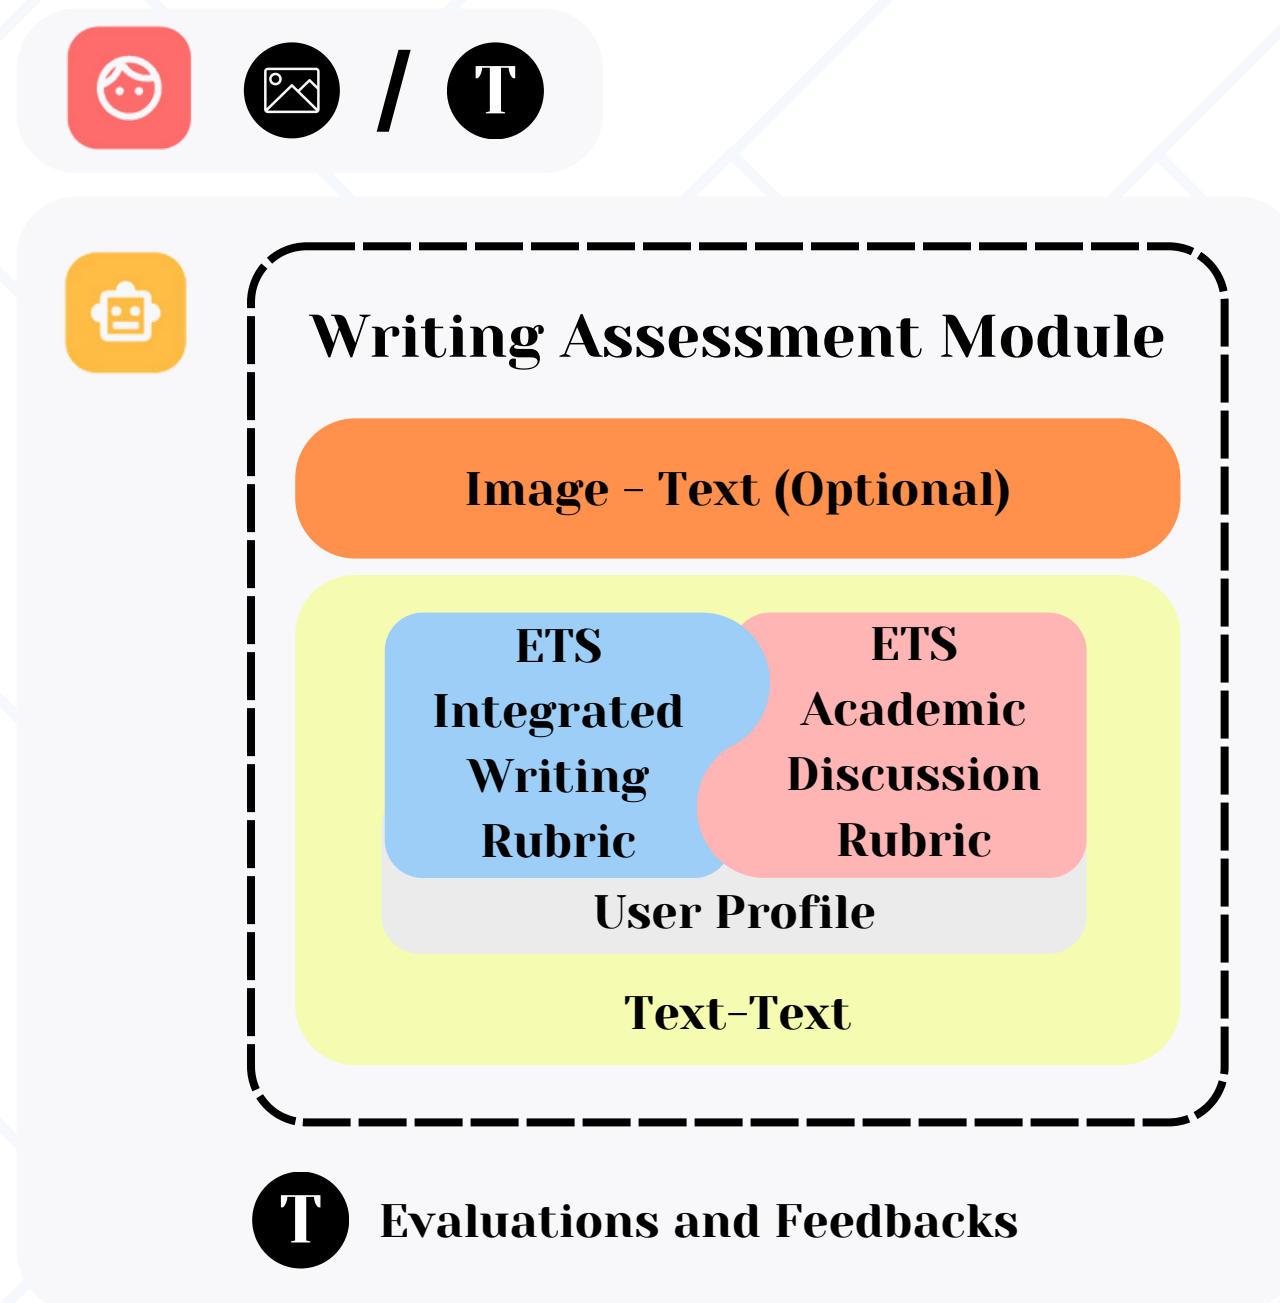 / T
Writing Assessment Module
Image - Text (Optional)
ETS
Integrated
Writing
Rubric
ETS
Academic
Discussion
Rubric
User Profile
Text-Text
T Evaluations and Feedbacks